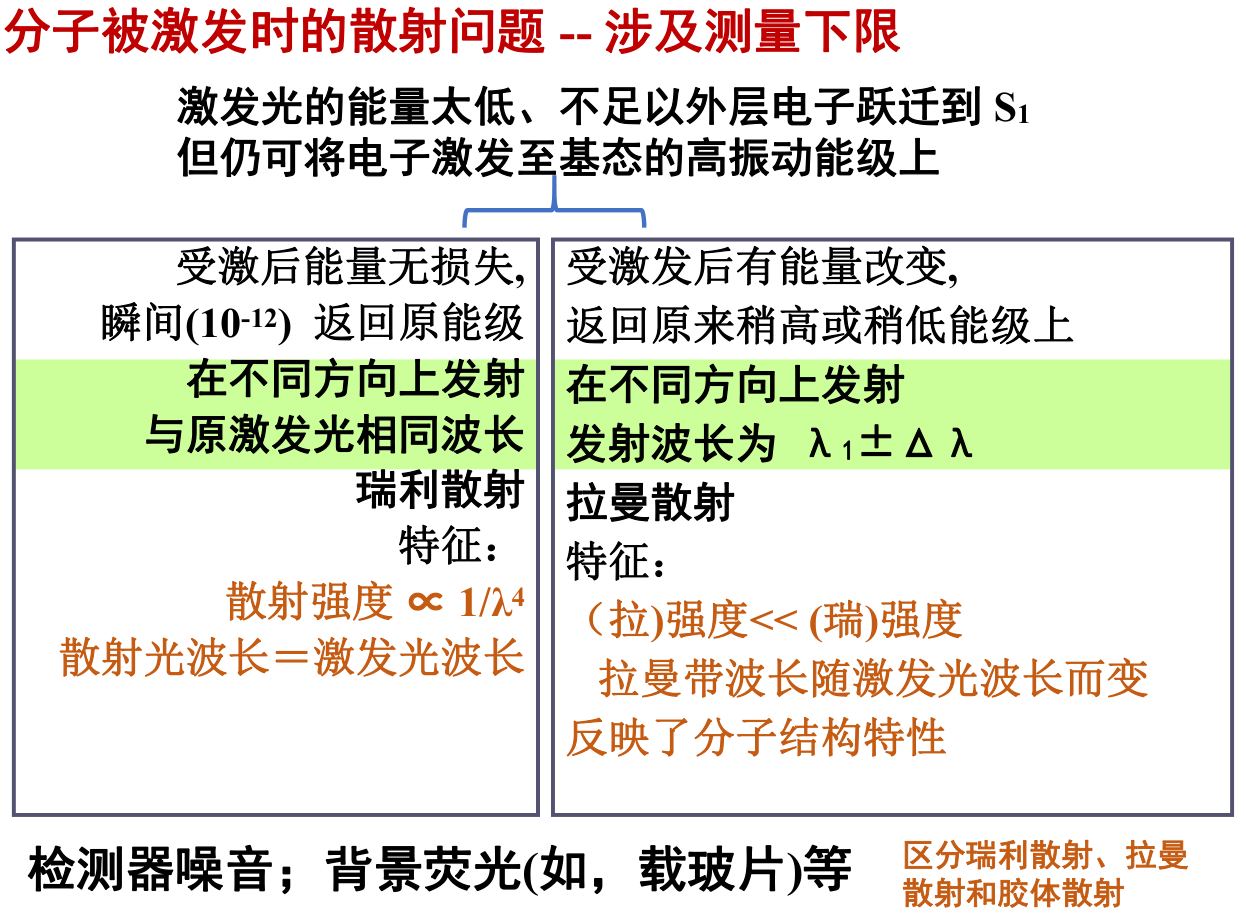 分子被激发时的散射问题 -- 涉及测量下限
激发光的能量太低、不足以外层电子跃迁到 S₁
但仍可将电子激发至基态的高振动能级上
受激后能量无损失,
瞬间(10⁻¹²) 返回原能级
在不同方向上发射
与原激发光相同波长
瑞利散射
特征：
散射强度 ∝ 1/λ⁴
散射光波长＝激发光波长
受激发后有能量改变,
返回原来稍高或稍低能级上
在不同方向上发射
发射波长为 λ₁± Δ λ
拉曼散射
特征：
（拉)强度<< (瑞)强度
拉曼带波长随激发光波长而变
反映了分子结构特性
检测器噪音；背景荧光(如，载玻片)等
区分瑞利散射、拉曼
散射和胶体散射